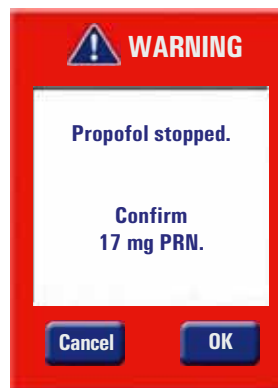 WARNING
Propofol stopped.
Confirm
17 mg PRN.
Cancel
OK